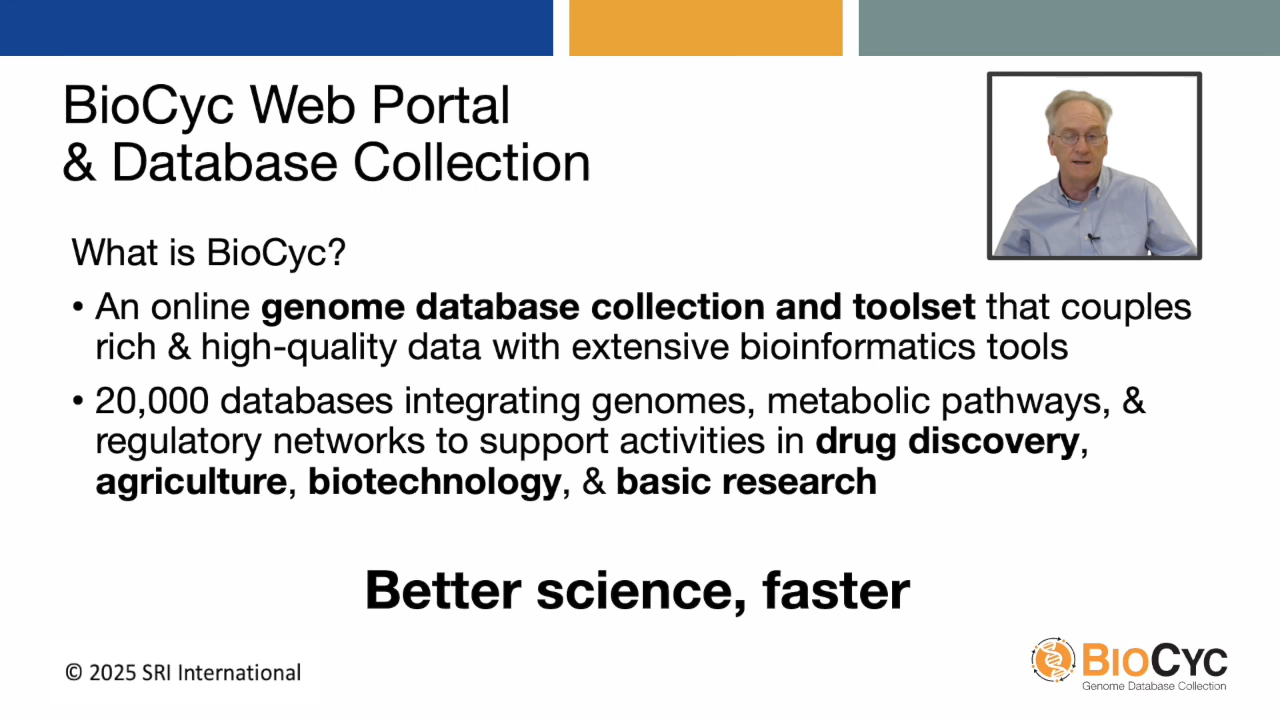 BioCyc Web Portal
& Database Collection
What is BioCyc?
• An online genome database collection and toolset that couples
rich & high-quality data with extensive bioinformatics tools
• 20,000 databases integrating genomes, metabolic pathways, &
regulatory networks to support activities in drug discovery,
agriculture, biotechnology, & basic research
Better science, faster
© 2025 SRI International
BIOCYC
Genome Database Collection